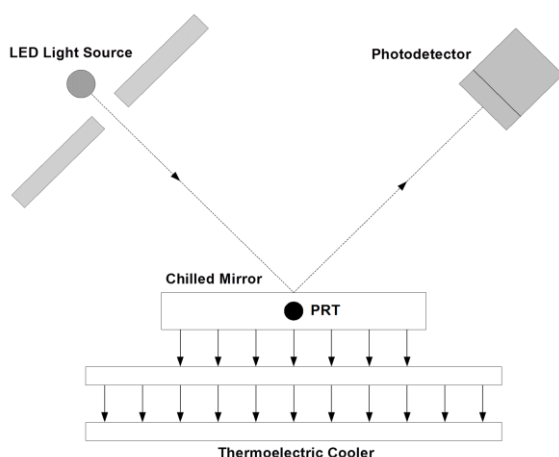 LED Light Source
Photodetector
Chilled Mirror
PRT
Thermoelectric Cooler